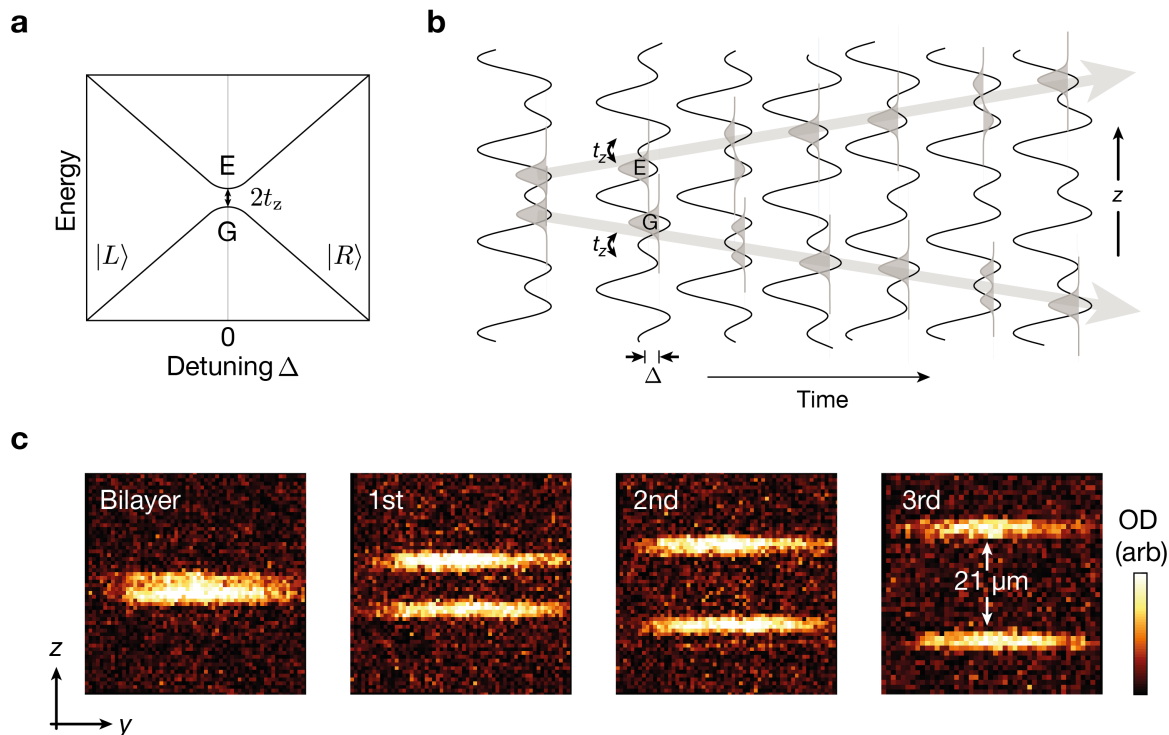 a
Energy
E
2t_z
G
|L⟩
|R⟩
0
Detuning Δ
b
t_z
E
G
t_z
z
Δ
Time
c
Bilayer
1st
2nd
3rd
21 μm
OD
(arb)
z
y